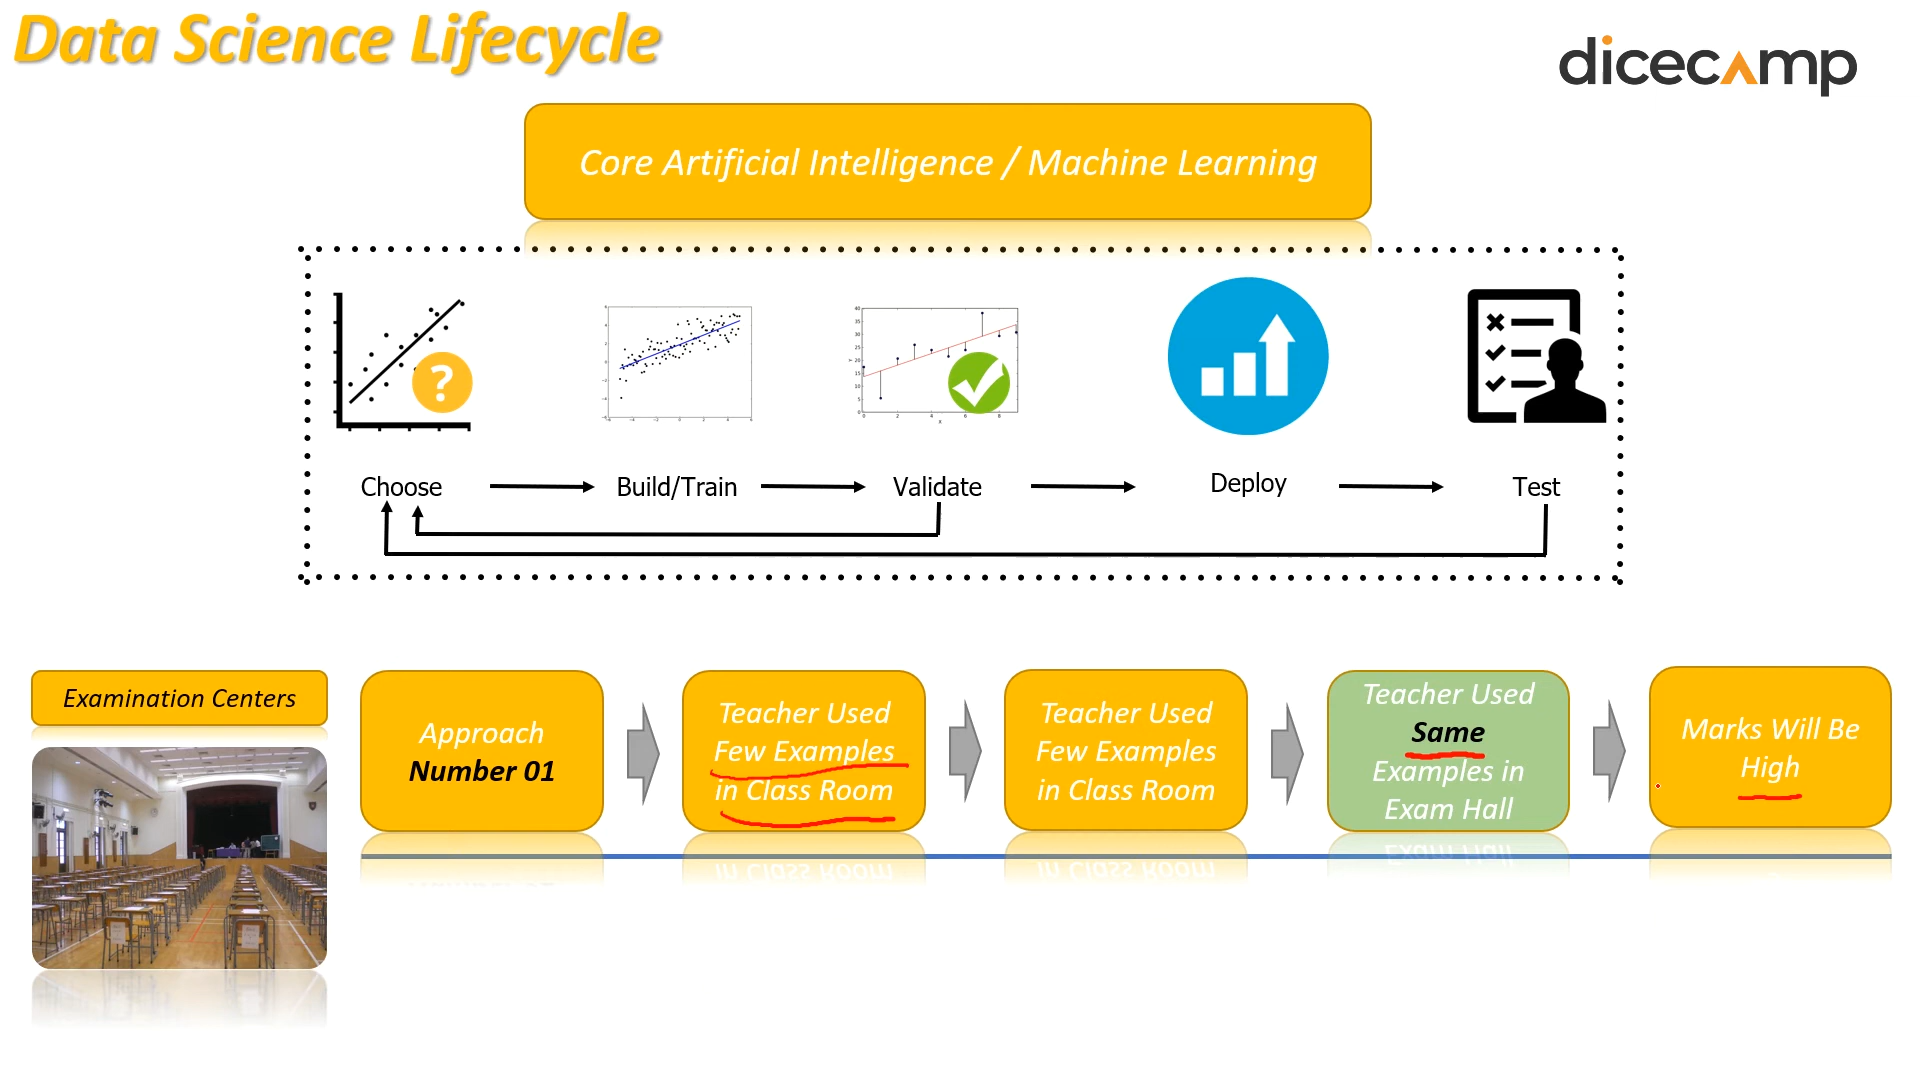 Data Science Lifecycle
dicecamp
Core Artificial Intelligence / Machine Learning
?
Choose
Build/Train
Validate
Deploy
Test
Examination Centers
Approach
Number 01
Teacher Used
Few Examples
in Class Room
Teacher Used
Few Examples
in Class Room
Teacher Used
Same
Examples in
Exam Hall
Marks Will Be
High